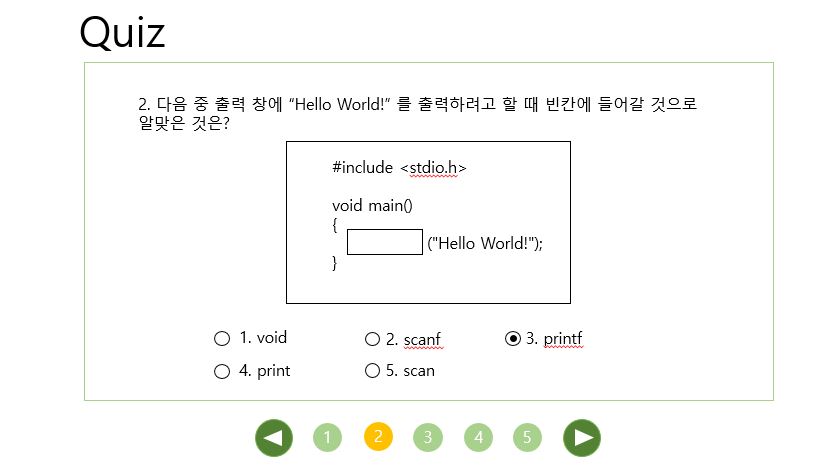 Quiz
2. 다음 중 출력 창에 “Hello World!” 를 출력하려고 할 때 빈칸에 들어갈 것으로
알맞은 것은?
#include <stdio.h>
void main()
{
("Hello World!");
}
1. void 2. scanf 3. printf
4. print 5. scan
1 2 3 4 5